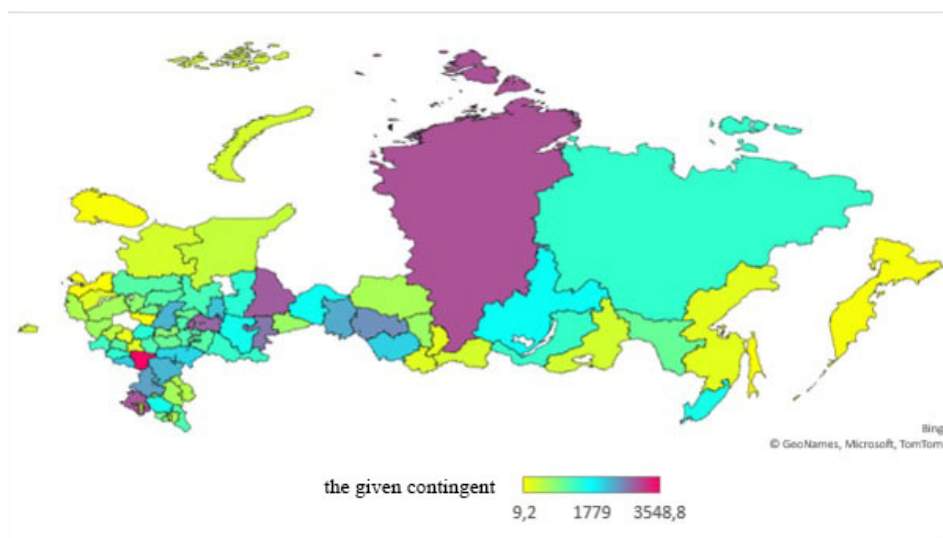 Bing
© GeoNames, Microsoft, TomTom
the given contingent
9,2 1779 3548,8